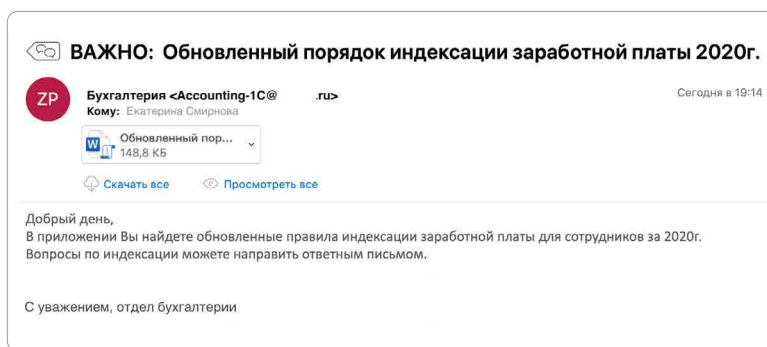 ВАЖНО: Обновленный порядок индексации заработной платы 2020г.
ZP
Бухгалтерия <Accounting-1C@ .ru>
Сегодня в 19:14
Кому: Екатерина Смирнова
W
Обновленный пор...
148,8 КБ
Скачать все Просмотреть все
Добрый день,
В приложении Вы найдете обновленные правила индексации заработной платы для сотрудников за 2020г.
Вопросы по индексации можете направить ответным письмом.
С уважением, отдел бухгалтерии